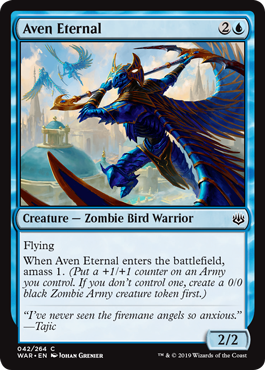 Aven Eternal 2
Creature — Zombie Bird Warrior
Flying
When Aven Eternal enters the battlefield,
amass 1. (Put a +1/+1 counter on an Army
you control. If you don't control one, create a 0/0
black Zombie Army creature token first.)
"I've never seen the firemane angels so anxious."
—Tajic
2/2
042/264 C
WAR • EN Johan Grenier
™ & © 2019 Wizards of the Coast